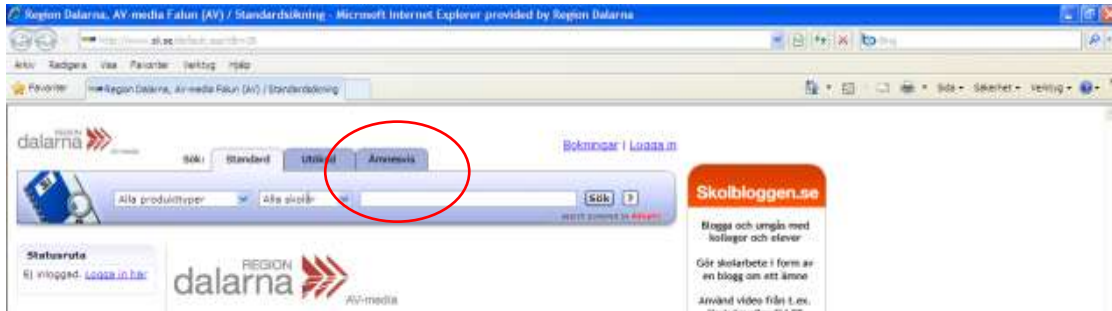 Region Dalarna, AV-media Falun (AV) / Standardsökning - Microsoft Internet Explorer provided by Region Dalarna
Arkiv Redigera Visa Favoriter Verktyg Hjälp
Favoriter Region Dalarna, AV-media Falun (AV) / Standardsökning Sida Säkerhet Verktyg
REGION
dalarna
AV-media
Sök: Standard Utökad Ämnesvis
Bokningar | Logga in
Alla produkttyper Alla skolår Sök ?
Statusruta
Ej inloggad. Logga in här
REGION
dalarna
AV-media
Skolbloggen.se
Blogga och umgås med
kollegor och elever
Gör skolarbete i form av
en blogg om ett ämne
Använd video från t.ex.